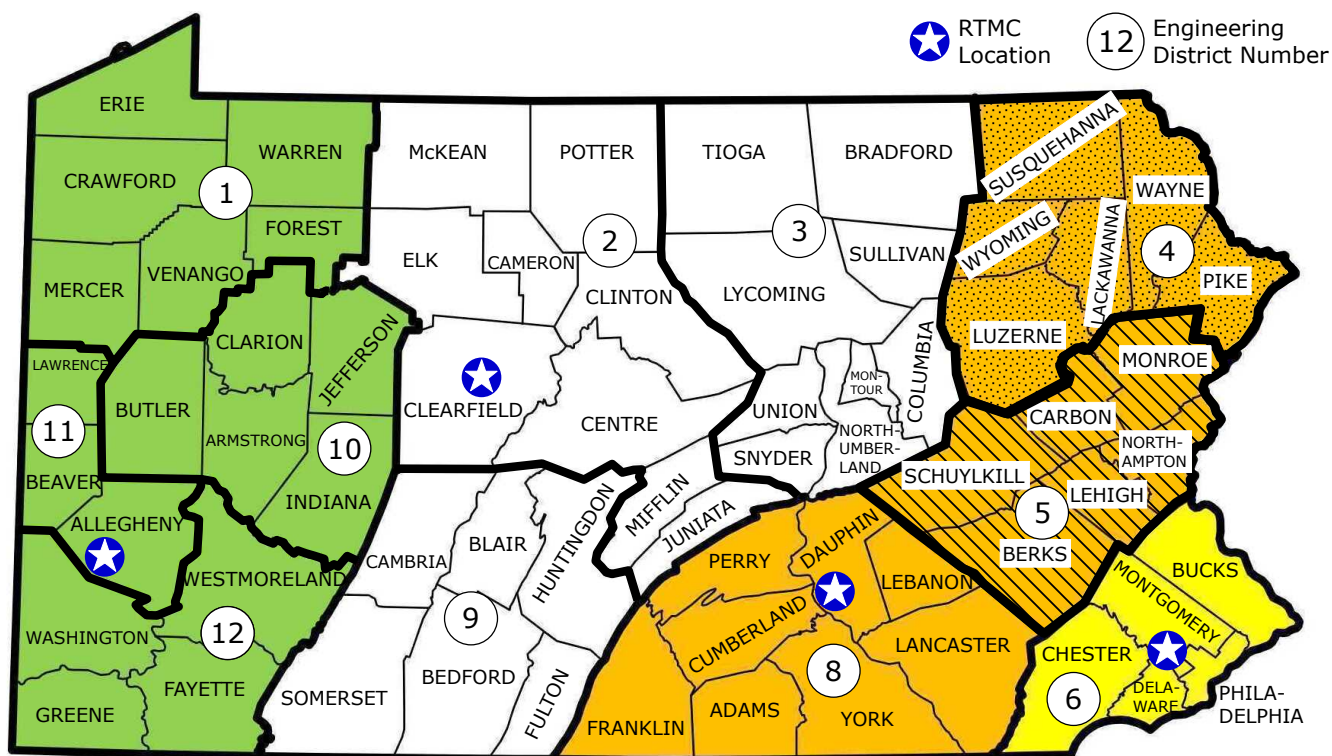 RTMC
Location
12
Engineering
District Number
ERIE
WARREN
CRAWFORD
1
FOREST
VENANGO
MERCER
McKEAN
POTTER
ELK
CAMERON
2
CLINTON
CLEARFIELD
CENTRE
MIFFLIN
JUNIATA
TIOGA
BRADFORD
3
SULLIVAN
LYCOMING
COLUMBIA
MON-
TOUR
UNION
SNYDER
NORTH-
UMBER-
LAND
SUSQUEHANNA
WAYNE
WYOMING
LACKAWANNA
4
PIKE
LUZERNE
MONROE
CARBON
NORTH-
AMPTON
SCHUYLKILL
LEHIGH
5
BERKS
BUCKS
MONTGOMERY
CHESTER
6
DELA-
WARE
PHILA-
DELPHIA
DAUPHIN
PERRY
LEBANON
CUMBERLAND
LANCASTER
8
FRANKLIN
ADAMS
YORK
HUNTINGDON
BLAIR
CAMBRIA
9
SOMERSET
BEDFORD
FULTON
CLARION
JEFFERSON
BUTLER
ARMSTRONG
10
INDIANA
LAWRENCE
11
BEAVER
ALLEGHENY
WESTMORELAND
WASHINGTON
12
FAYETTE
GREENE